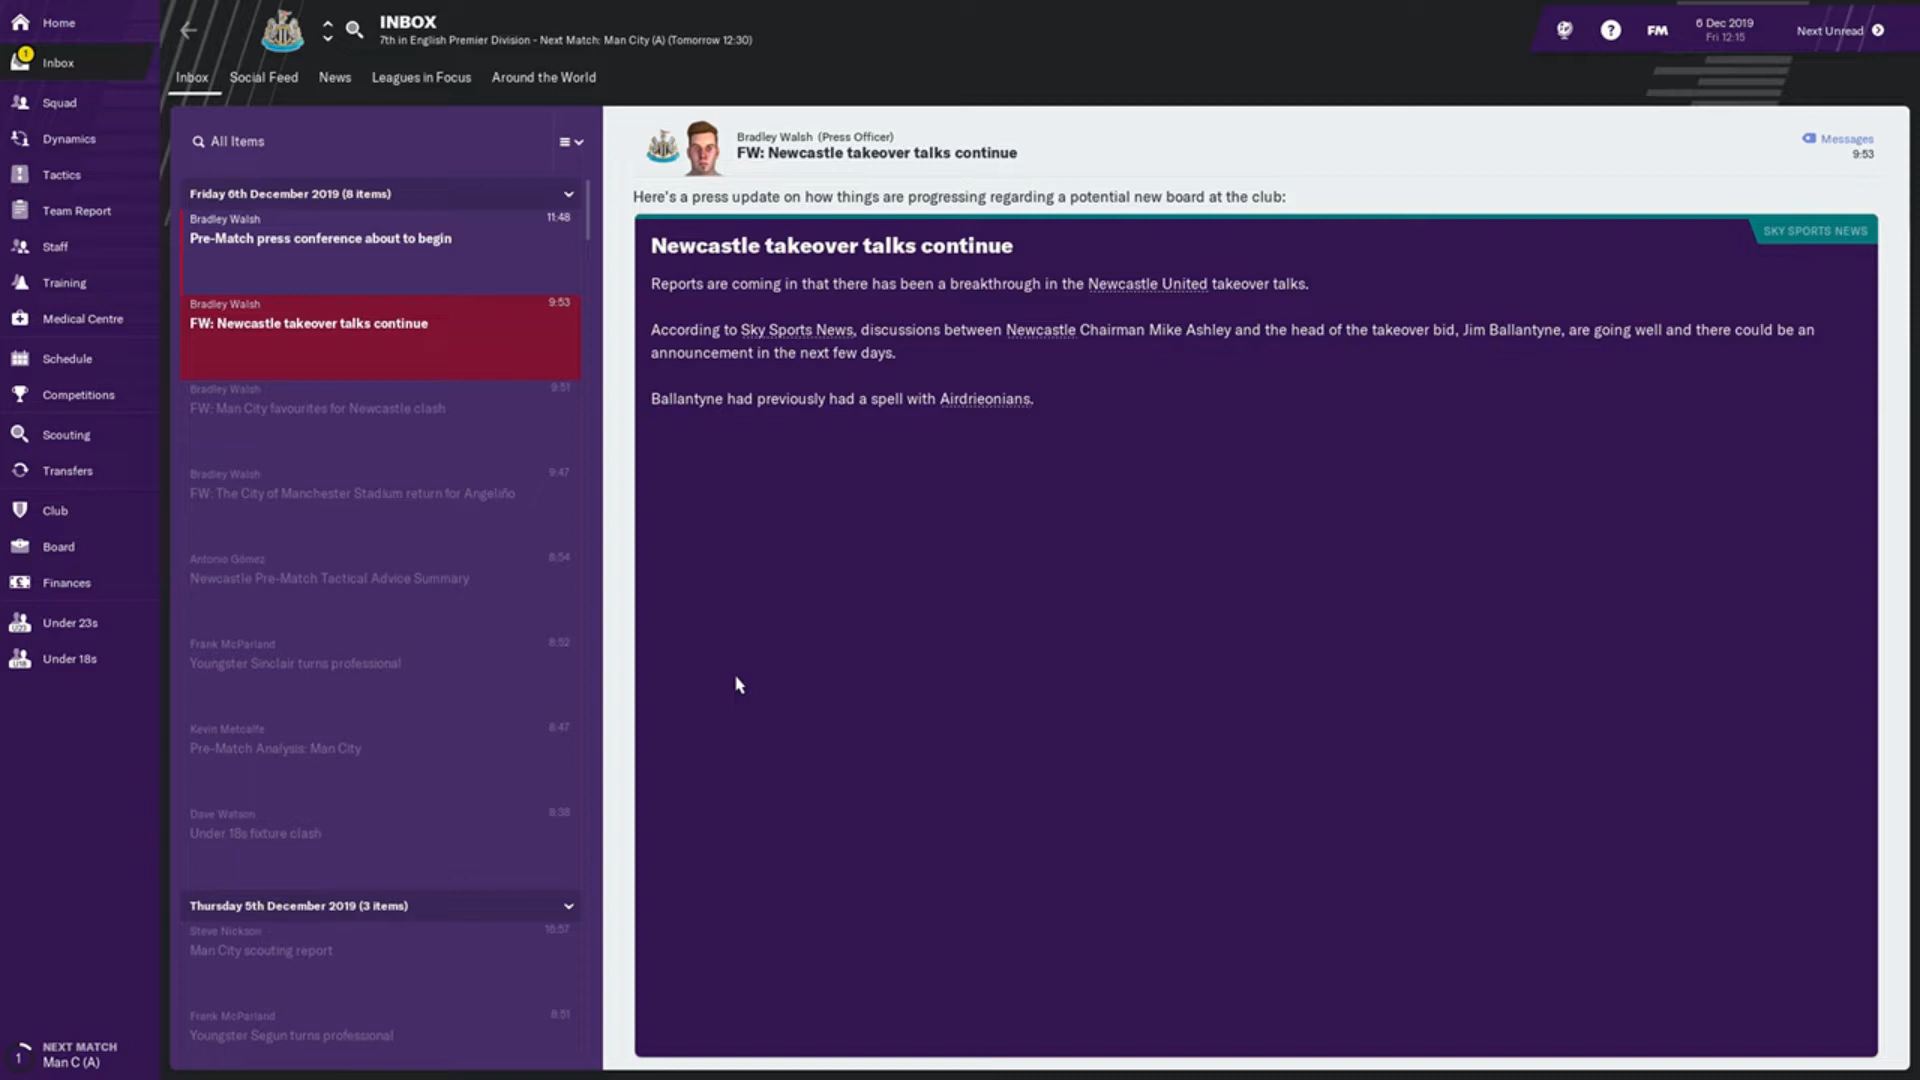 Home
INBOX
7th in English Premier Division - Next Match: Man City (A) (Tomorrow 12:30)
FM
6 Dec 2019
Fri 12:15
Next Unread
1
Inbox
Squad
Dynamics
Tactics
Team Report
Staff
Training
Medical Centre
Schedule
Competitions
Scouting
Transfers
Club
Board
Finances
Under 23s
Under 18s
1
NEXT MATCH
Man C (A)
Inbox Social Feed News Leagues in Focus Around the World
All Items
Friday 6th December 2019 (8 items)
Bradley Walsh 11:48
Pre-Match press conference about to begin
Bradley Walsh 9:53
FW: Newcastle takeover talks continue
Bradley Walsh 9:51
FW: Man City favourites for Newcastle clash
Bradley Walsh 9:47
FW: The City of Manchester Stadium return for Angeliño
Antonio Gómez 8:54
Newcastle Pre-Match Tactical Advice Summary
Frank McParland 8:52
Youngster Sinclair turns professional
Kevin Metcalfe 8:47
Pre-Match Analysis: Man City
Dave Watson 8:38
Under 18s fixture clash
Thursday 5th December 2019 (3 items)
Steve Nickson 16:57
Man City scouting report
Frank McParland 8:51
Youngster Segun turns professional
Bradley Walsh (Press Officer)
FW: Newcastle takeover talks continue
Messages
9:53
Here's a press update on how things are progressing regarding a potential new board at the club:
SKY SPORTS NEWS
Newcastle takeover talks continue
Reports are coming in that there has been a breakthrough in the Newcastle United takeover talks.
According to Sky Sports News, discussions between Newcastle Chairman Mike Ashley and the head of the takeover bid, Jim Ballantyne, are going well and there could be an
announcement in the next few days.
Ballantyne had previously had a spell with Airdrieonians.